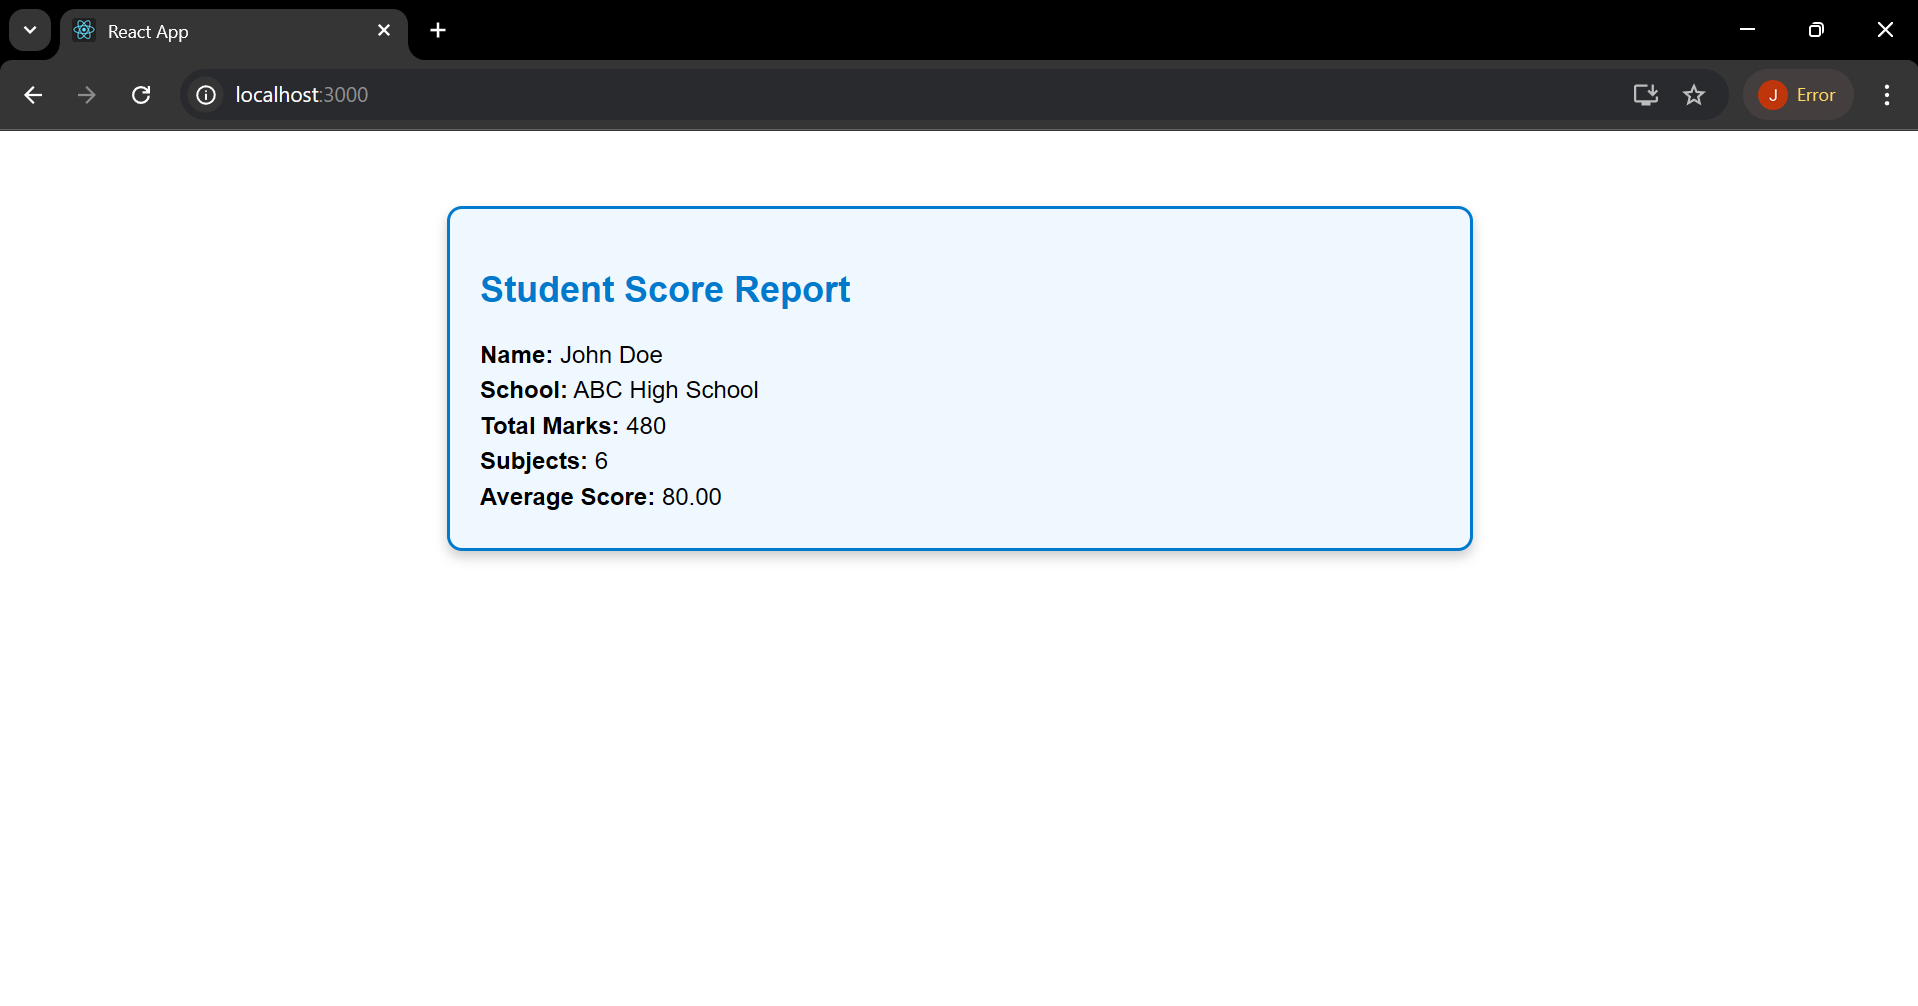 React App
localhost:3000
J Error
Student Score Report
Name: John Doe
School: ABC High School
Total Marks: 480
Subjects: 6
Average Score: 80.00